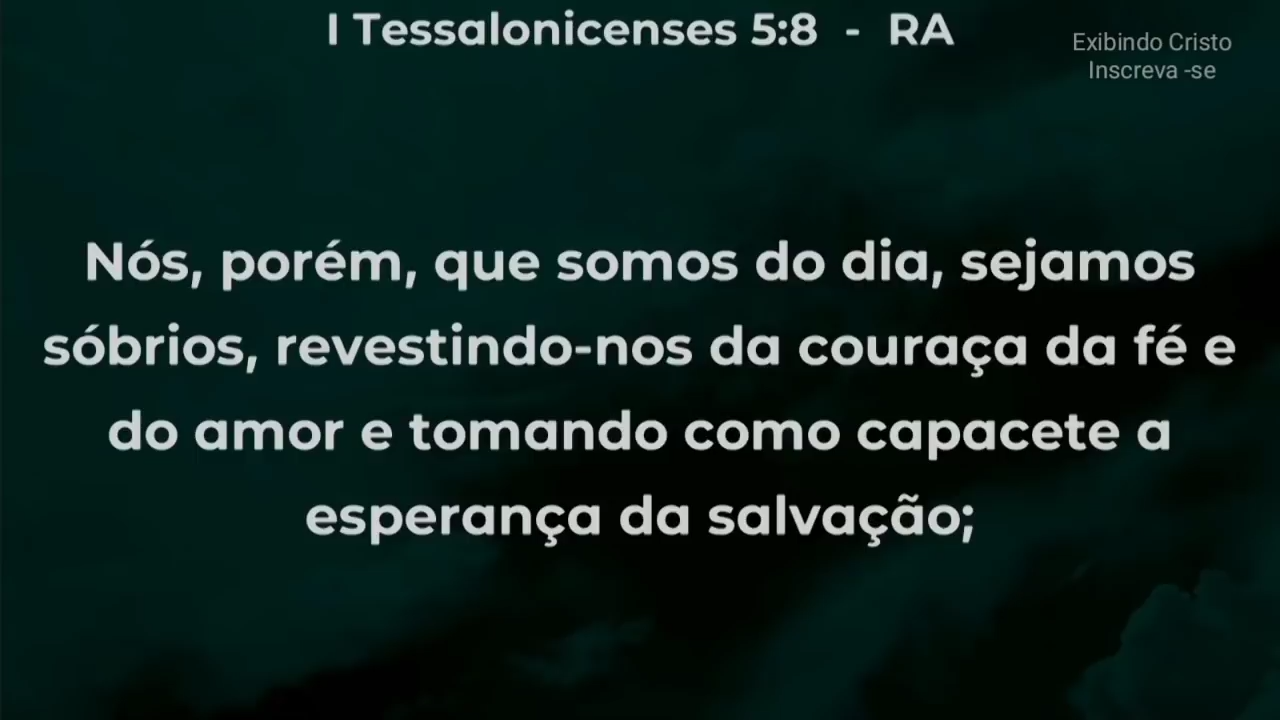 I Tessalonicenses 5:8 - RA
Exibindo Cristo
Inscreva -se
Nós, porém, que somos do dia, sejamos
sóbrios, revestindo-nos da couraça da fé e
do amor e tomando como capacete a
esperança da salvação;